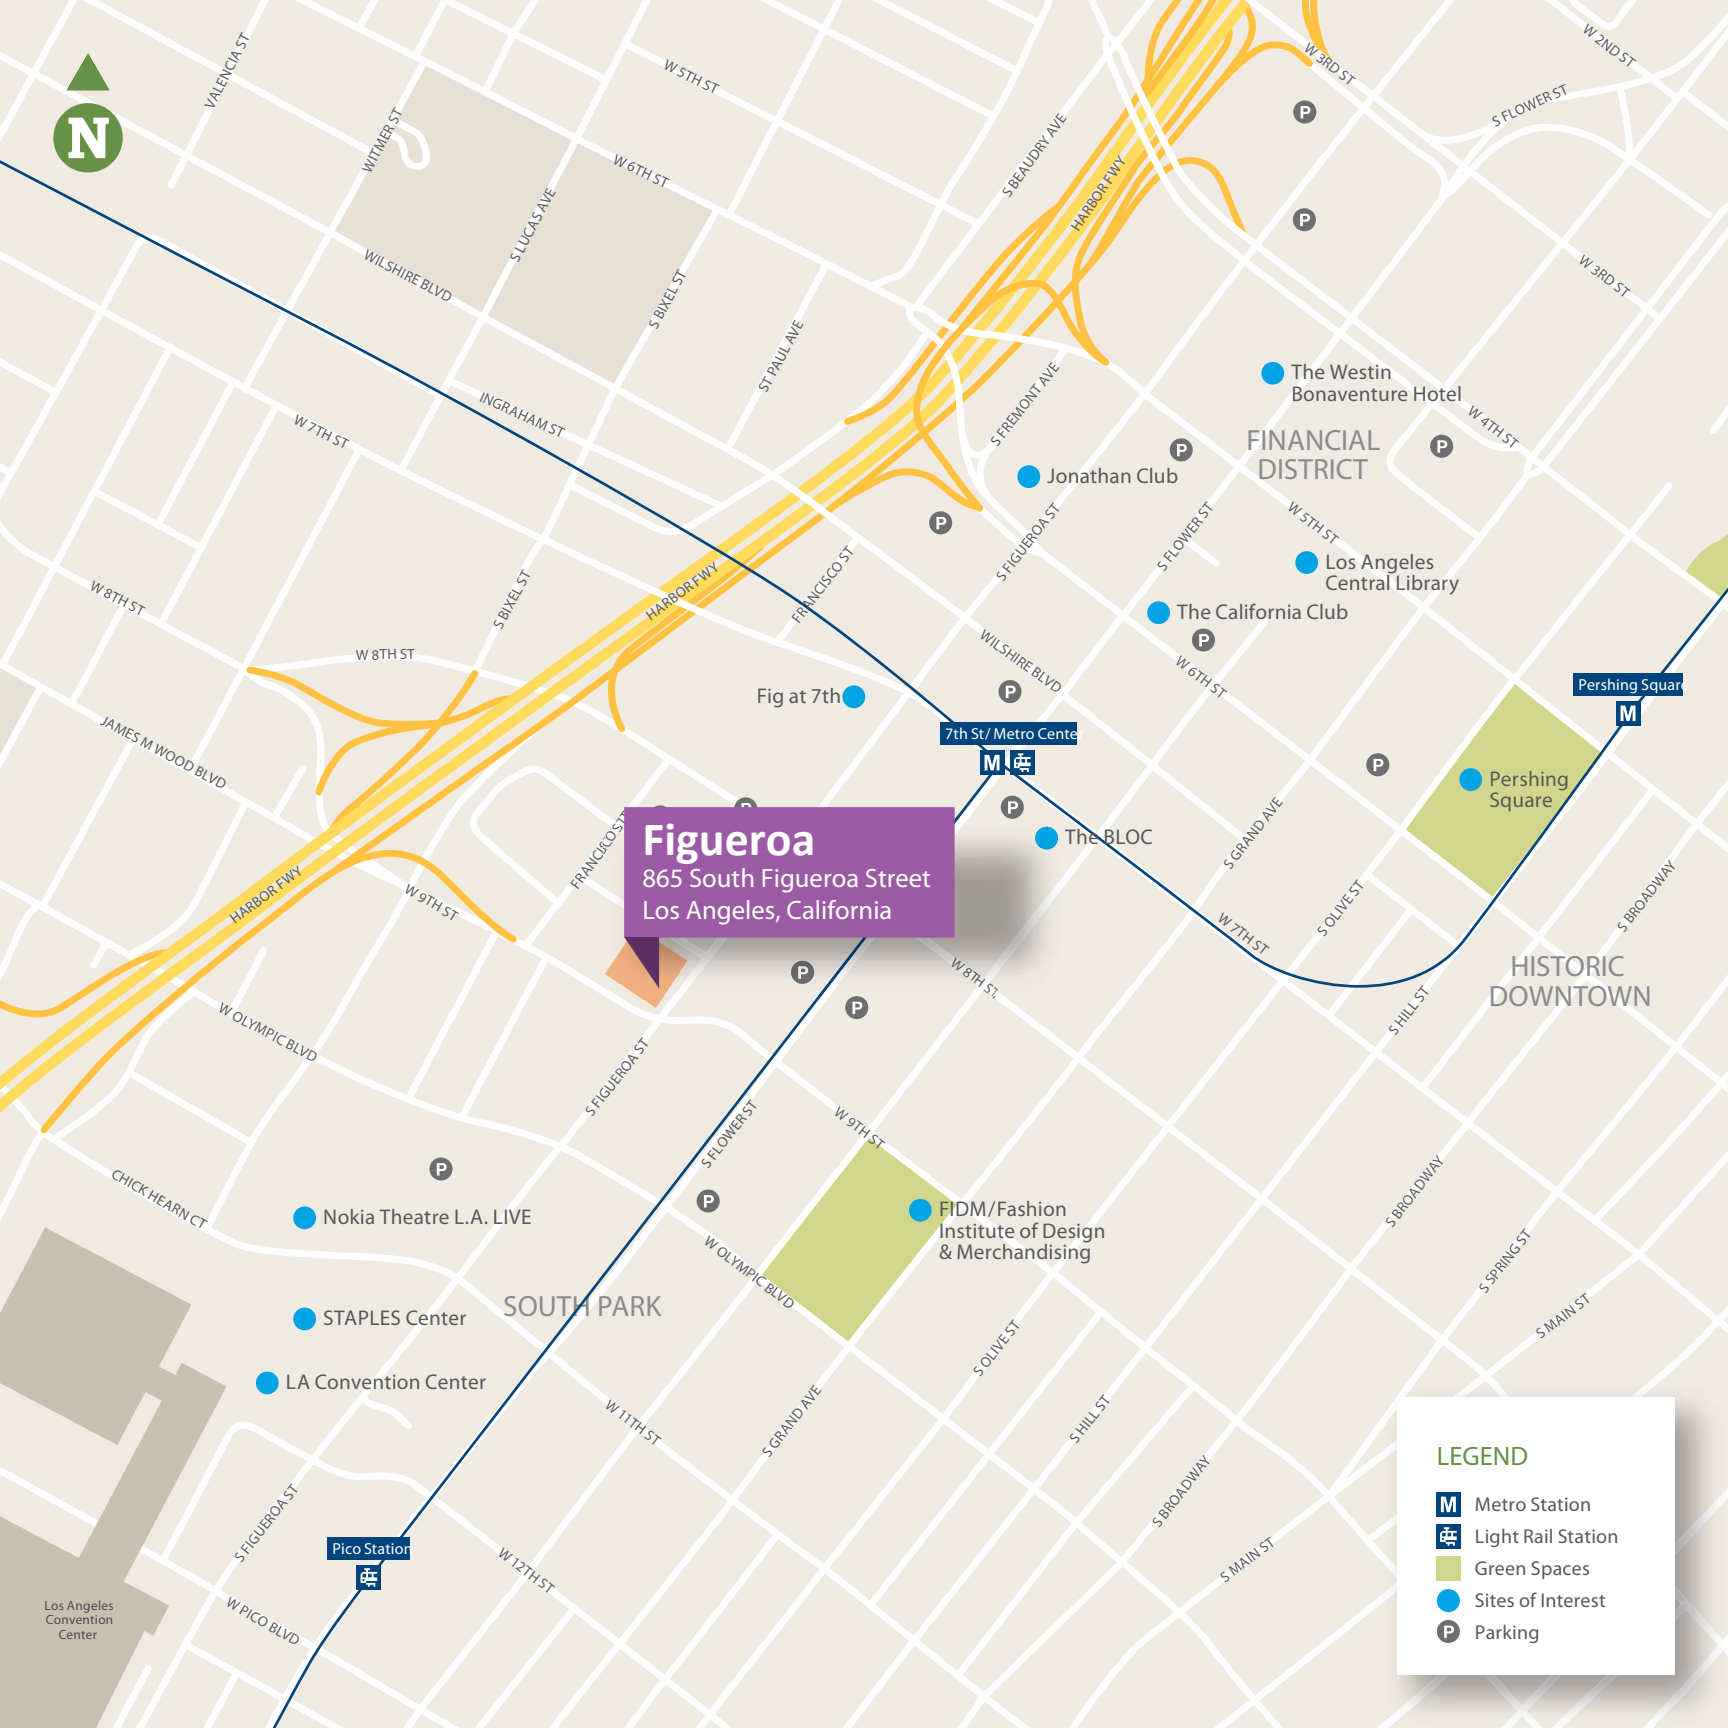 N
VALENCIA ST
WITMER ST
W 5TH ST
W 6TH ST
S LUCAS AVE
WILSHIRE BLVD
S BIXEL ST
ST PAUL AVE
S BEAUDRY AVE
HARBOR FWY
W 3RD ST
W 2ND ST
S FLOWER ST
P
P
W 3RD ST
The Westin
Bonaventure Hotel
W 4TH ST
INGRAHAM ST
W 7TH ST
S FREMONT AVE
FINANCIAL
DISTRICT
P
P
Jonathan Club
P
S FIGUEROA ST
S FLOWER ST
W 5TH ST
Los Angeles
Central Library
The California Club
P
W 8TH ST
S BIXEL ST
HARBOR FWY
FRANCISCO ST
W 8TH ST
WILSHIRE BLVD
W 6TH ST
Fig at 7th
P
Pershing Square
M
7th St/ Metro Center
M
JAMES M WOOD BLVD
P
Pershing
Square
P
P
The BLOC
S GRAND AVE
FRANCISCO ST
Figueroa
865 South Figueroa Street
Los Angeles, California
HARBOR FWY
W 9TH ST
S OLIVE ST
S BROADWAY
W 7TH ST
HISTORIC
DOWNTOWN
P
P
W 8TH ST
S HILL ST
W OLYMPIC BLVD
S FIGUEROA ST
S FLOWER ST
W 9TH ST
CHICK HEARN CT
P
P
Nokia Theatre L.A. LIVE
FIDM/Fashion
Institute of Design
& Merchandising
S BROADWAY
S SPRING ST
W OLYMPIC BLVD
STAPLES Center
SOUTH PARK
S OLIVE ST
S MAIN ST
LA Convention Center
W 11TH ST
S GRAND AVE
S HILL ST
S BROADWAY
S FIGUEROA ST
Pico Station
W 12TH ST
S MAIN ST
Los Angeles
Convention
Center
W PICO BLVD
LEGEND
M Metro Station
Light Rail Station
Green Spaces
Sites of Interest
P Parking